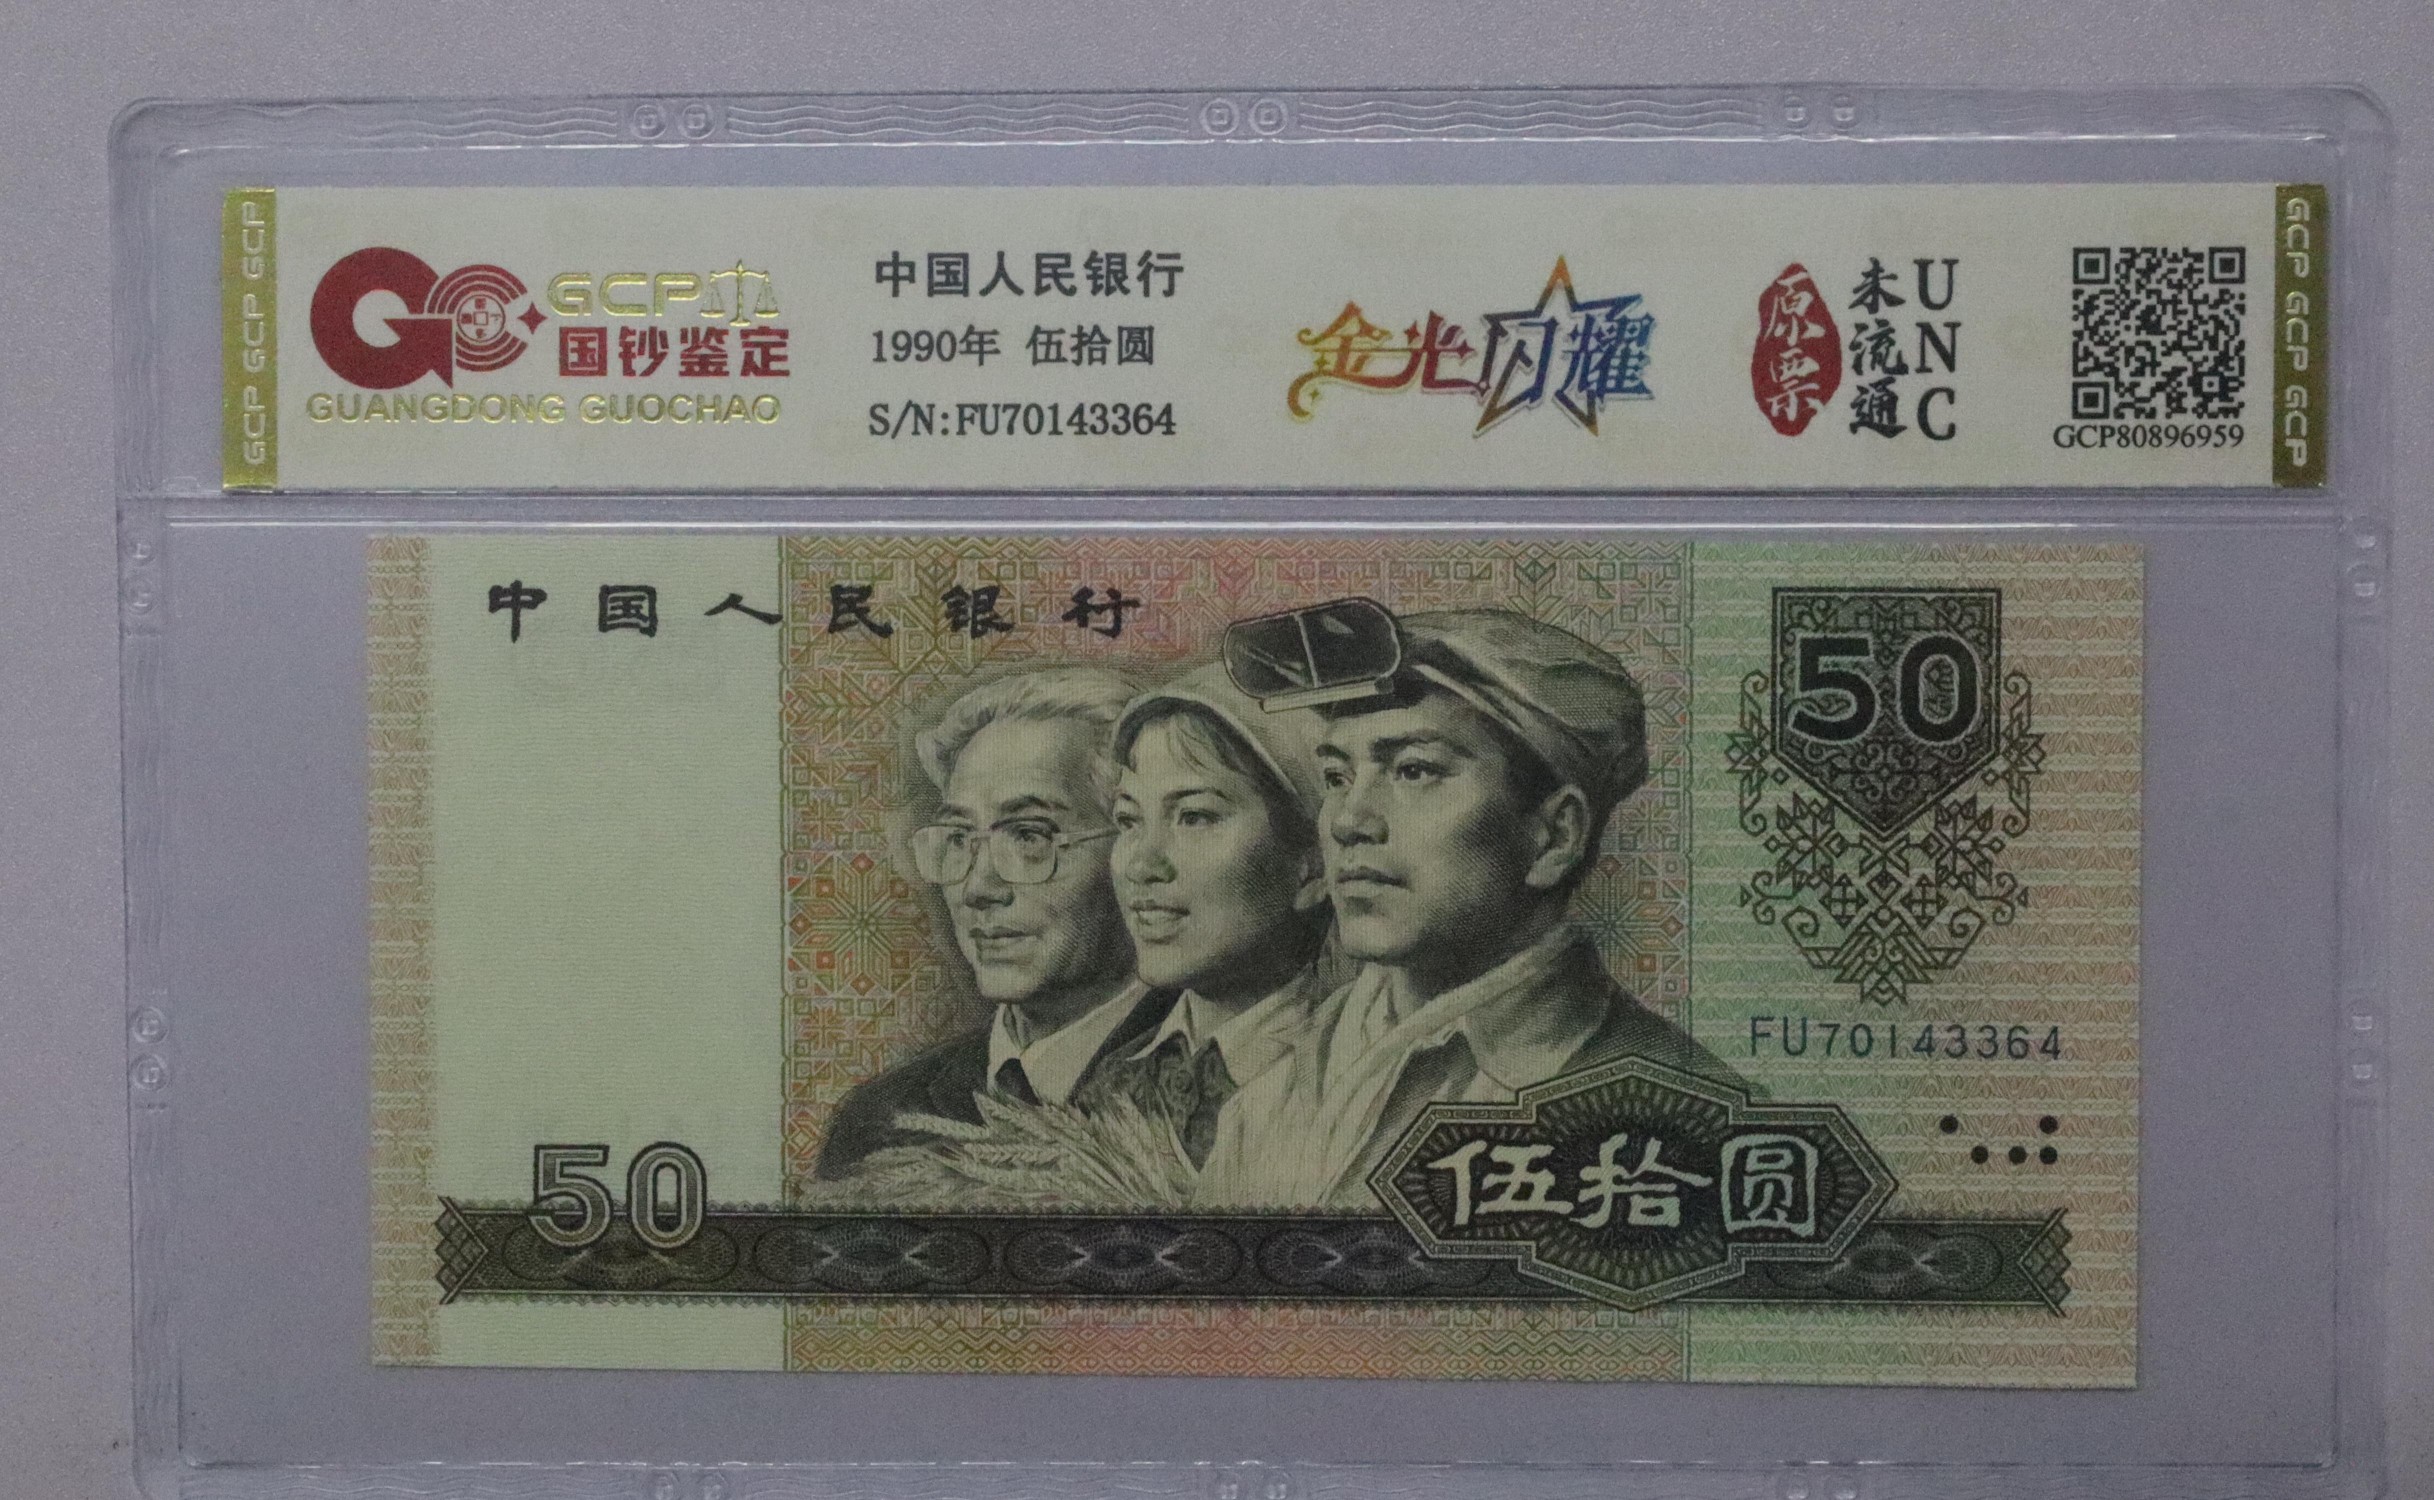 GCP GCP GCP
GCP
国钞鉴定
GUANGDONG GUOCHAO
中国人民银行
1990年 伍拾圆
S/N:FU70143364
金光闪耀
原票
未流通
UNC
GCP80896959
GCP GCP GCP
中国人民银行
50
FU70143364
50
伍拾圆